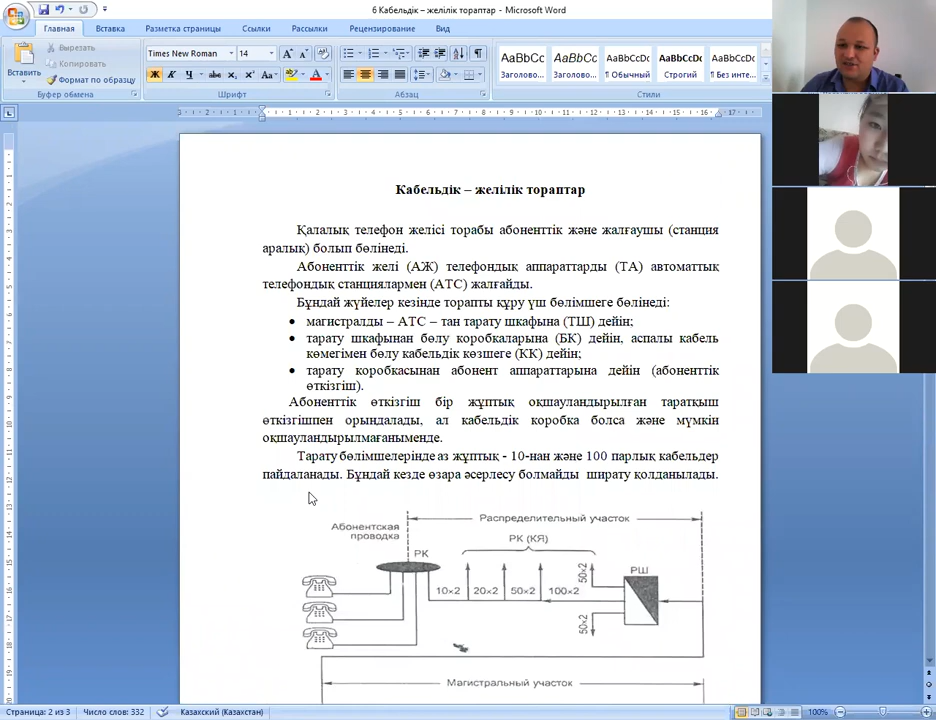 6 Кабельдік – желілік тораптар - Microsoft Word
Главная Вставка Разметка страницы Ссылки Рассылки Рецензирование Вид
Вставить
Вырезать
Копировать
Формат по образцу
Буфер обмена
Times New Roman 14
Ж К Ч abc x₂ x² Aa
Шрифт
Абзац
AaBbCc AaBbCc AaBbCcDc AaBbCcDc AaBbCcDc
Заголово... Заголово... ¶ Обычный Строгий ¶ Без инте...
Стили
Кабельдік – желілік тораптар
Қалалық телефон желісі торабы абоненттік және жалғаушы (станция
аралық) болып бөлінеді.
Абоненттік желі (АЖ) телефондық аппараттарды (ТА) автоматтық
телефондық станциялармен (АТС) жалғайды.
Бұндай жүйелер кезінде торапты құру үш бөлімшеге бөлінеді:
• магистралды – АТС – тан тарату шкафына (ТШ) дейін;
• тарату шкафынан бөлу коробкаларына (БК) дейін, аспалы кабель
көмегімен бөлу кабельдік көзшеге (КК) дейін;
• тарату коробкасынан абонент аппараттарына дейін (абоненттік
өткізгіш).
Абоненттік өткізгіш бір жұптық оқшауландырылған таратқыш
өткізгішпен орындалады, ал кабельдік коробка болса және мүмкін
оқшауландырылмағаныменде.
Тарату бөлімшелерінде аз жұптық - 10-нан және 100 парлық кабельдер
пайдаланады. Бұндай кезде өзара әсерлесу болмайды ширату қолданылады.
Распределительный участок
Абонентская
проводка
РК
РК (КЯ)
РШ
50×2
10×2 20×2 50×2 100×2
50×2
Магистральный участок
Страница: 2 из 3 Число слов: 332 Казахский (Казахстан) 100%